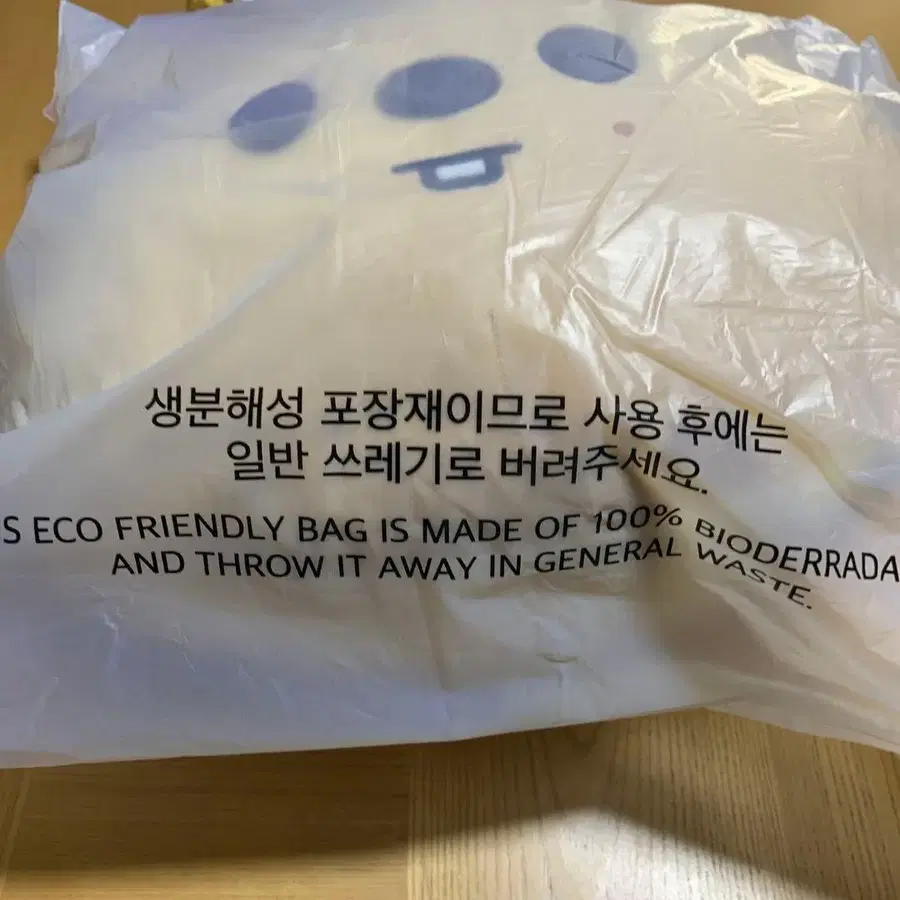 생분해성 포장재이므로 사용 후에는
일반 쓰레기로 버려주세요.
S ECO FRIENDLY BAG IS MADE OF 100% BIODERRADA
AND THROW IT AWAY IN GENERAL WASTE.